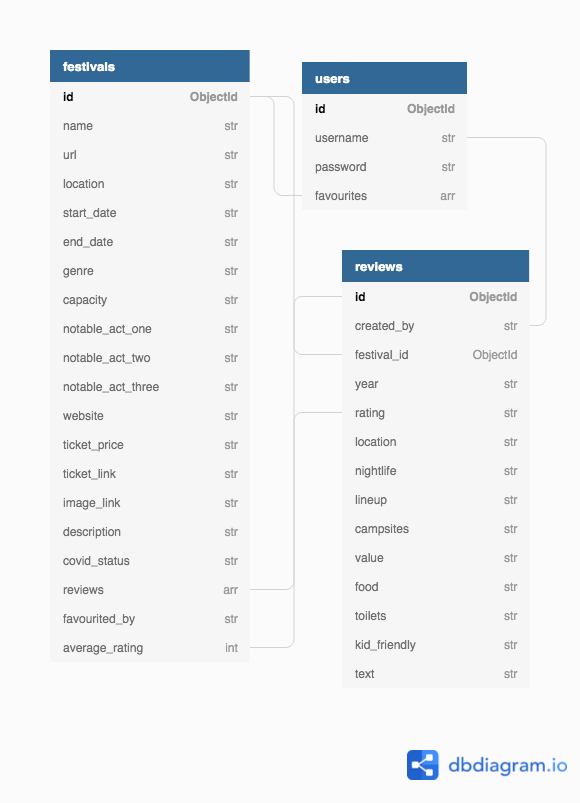 festivals
id ObjectId
name str
url str
location str
start_date str
end_date str
genre str
capacity str
notable_act_one str
notable_act_two str
notable_act_three str
website str
ticket_price str
ticket_link str
image_link str
description str
covid_status str
reviews arr
favourited_by str
average_rating int
users
id ObjectId
username str
password str
favourites arr
reviews
id ObjectId
created_by str
festival_id ObjectId
year str
rating str
location str
nightlife str
lineup str
campsites str
value str
food str
toilets str
kid_friendly str
text str
dbdiagram.io